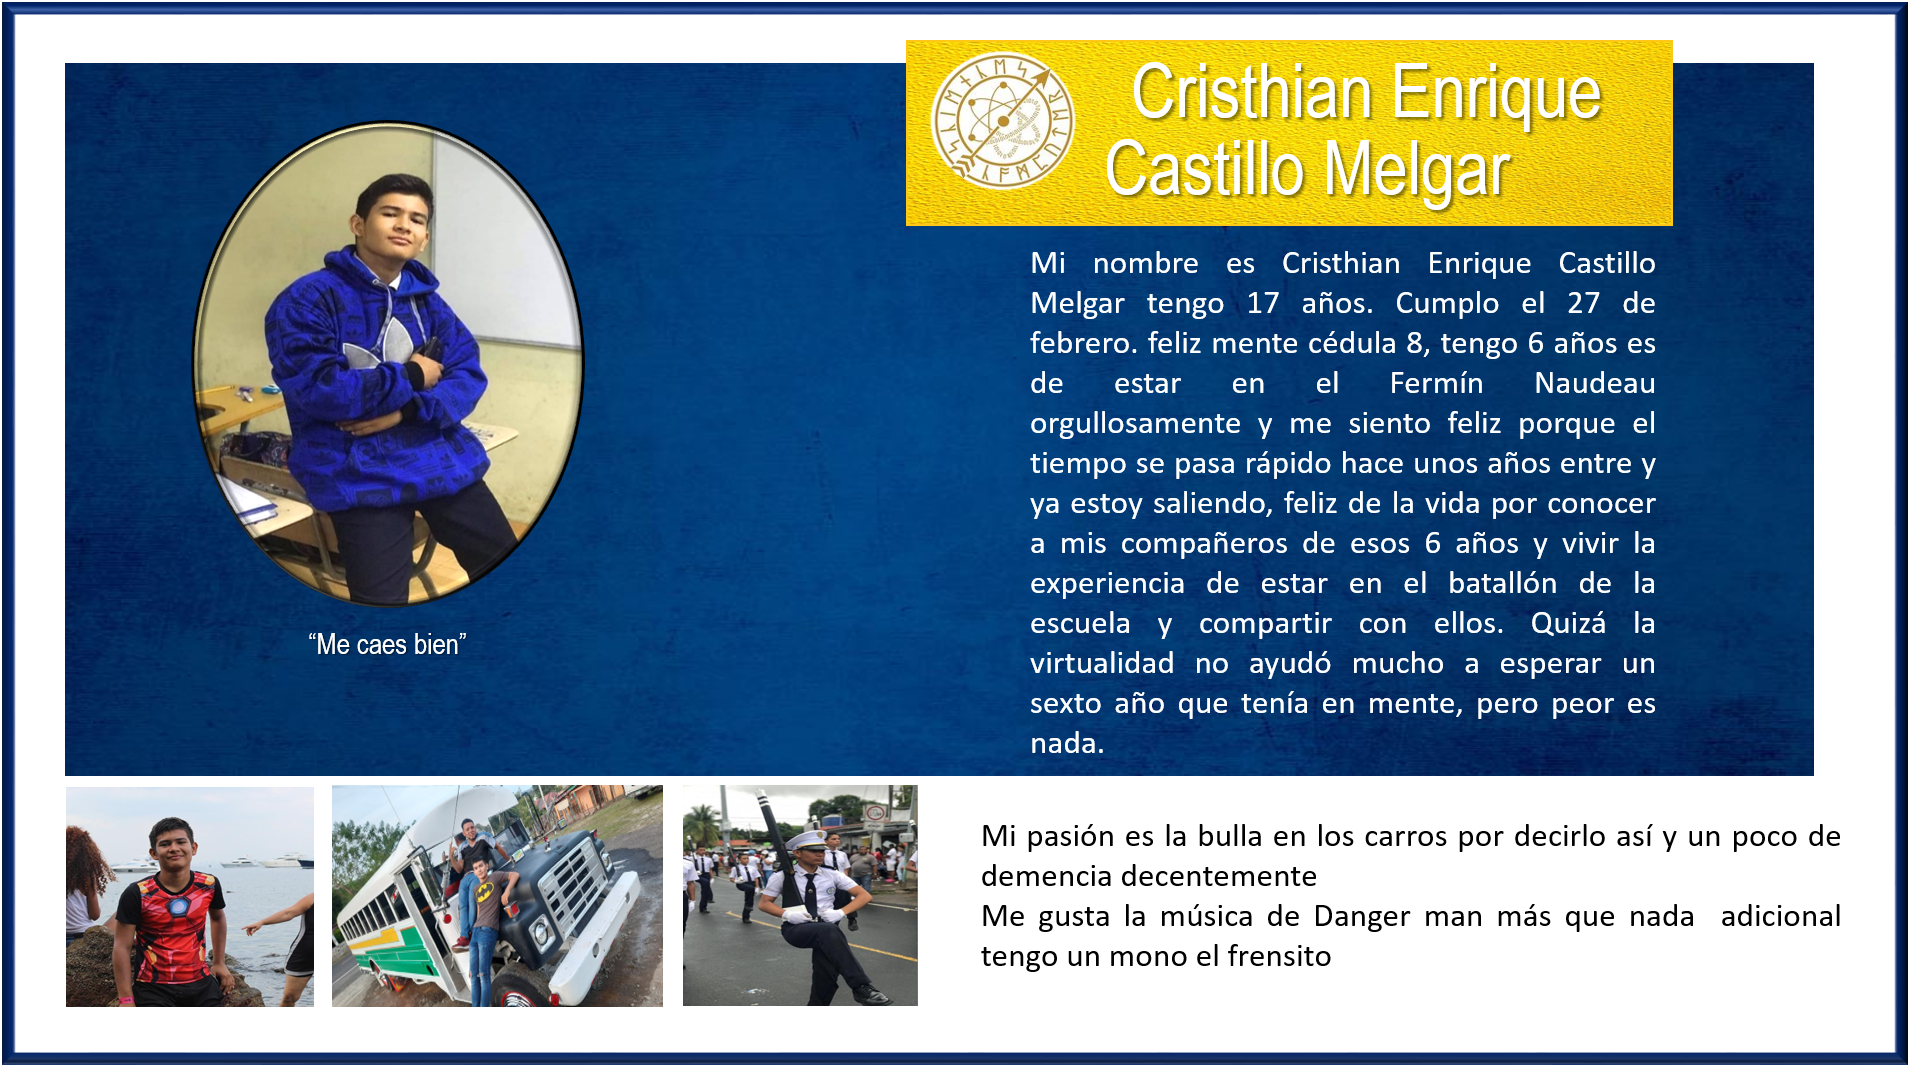 Cristhian Enrique
Castillo Melgar
Mi nombre es Cristhian Enrique Castillo
Melgar tengo 17 años. Cumplo el 27 de
febrero. feliz mente cédula 8, tengo 6 años es
de estar en el Fermín Naudeau
orgullosamente y me siento feliz porque el
tiempo se pasa rápido hace unos años entre y
ya estoy saliendo, feliz de la vida por conocer
a mis compañeros de esos 6 años y vivir la
experiencia de estar en el batallón de la
escuela y compartir con ellos. Quizá la
virtualidad no ayudó mucho a esperar un
sexto año que tenía en mente, pero peor es
nada.
“Me caes bien”
Mi pasión es la bulla en los carros por decirlo así y un poco de
demencia decentemente
Me gusta la música de Danger man más que nada adicional
tengo un mono el frensito